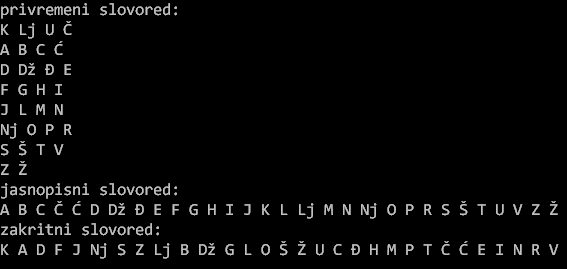 privremeni slovored:
K Lj U Č
A B C Ć
D Dž Đ E
F G H I
J L M N
Nj O P R
S Š T V
Z Ž
jasnopisni slovored:
A B C Č Ć D Dž Đ E F G H I J K L Lj M N Nj O P R S Š T U V Z Ž
zakritni slovored:
K A D F J Nj S Z Lj B Dž G L O Š Ž U C Đ H M P T Č Ć E I N R V